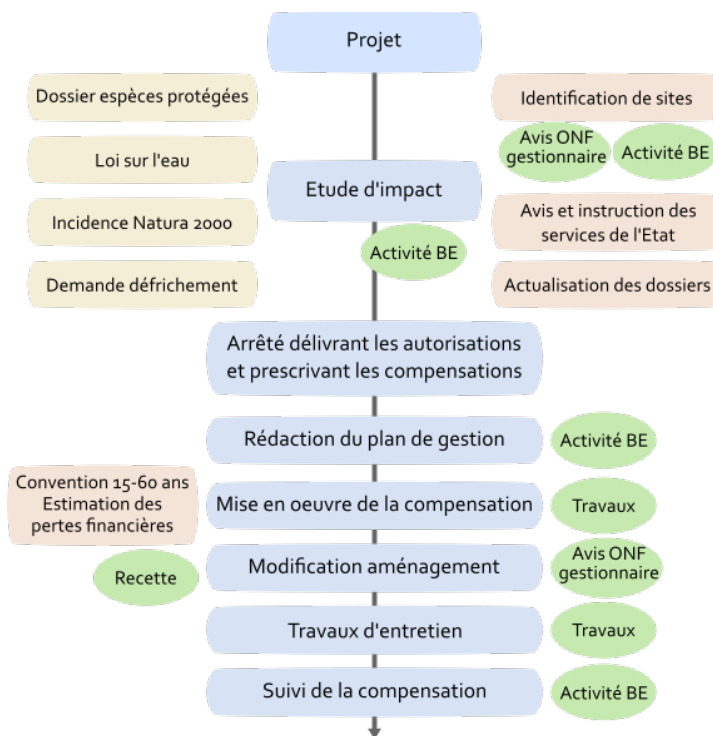 Projet
Dossier espèces protégées
Identification de sites
Avis ONF
gestionnaire
Activité BE
Loi sur l'eau
Etude d'impact
Incidence Natura 2000
Avis et instruction des
services de l'Etat
Activité BE
Demande défrichement
Actualisation des dossiers
Arrêté délivrant les autorisations
et prescrivant les compensations
Rédaction du plan de gestion
Activité BE
Convention 15-60 ans
Estimation des
pertes financières
Mise en oeuvre de la compensation
Travaux
Recette
Modification aménagement
Avis ONF
gestionnaire
Travaux d'entretien
Travaux
Suivi de la compensation
Activité BE